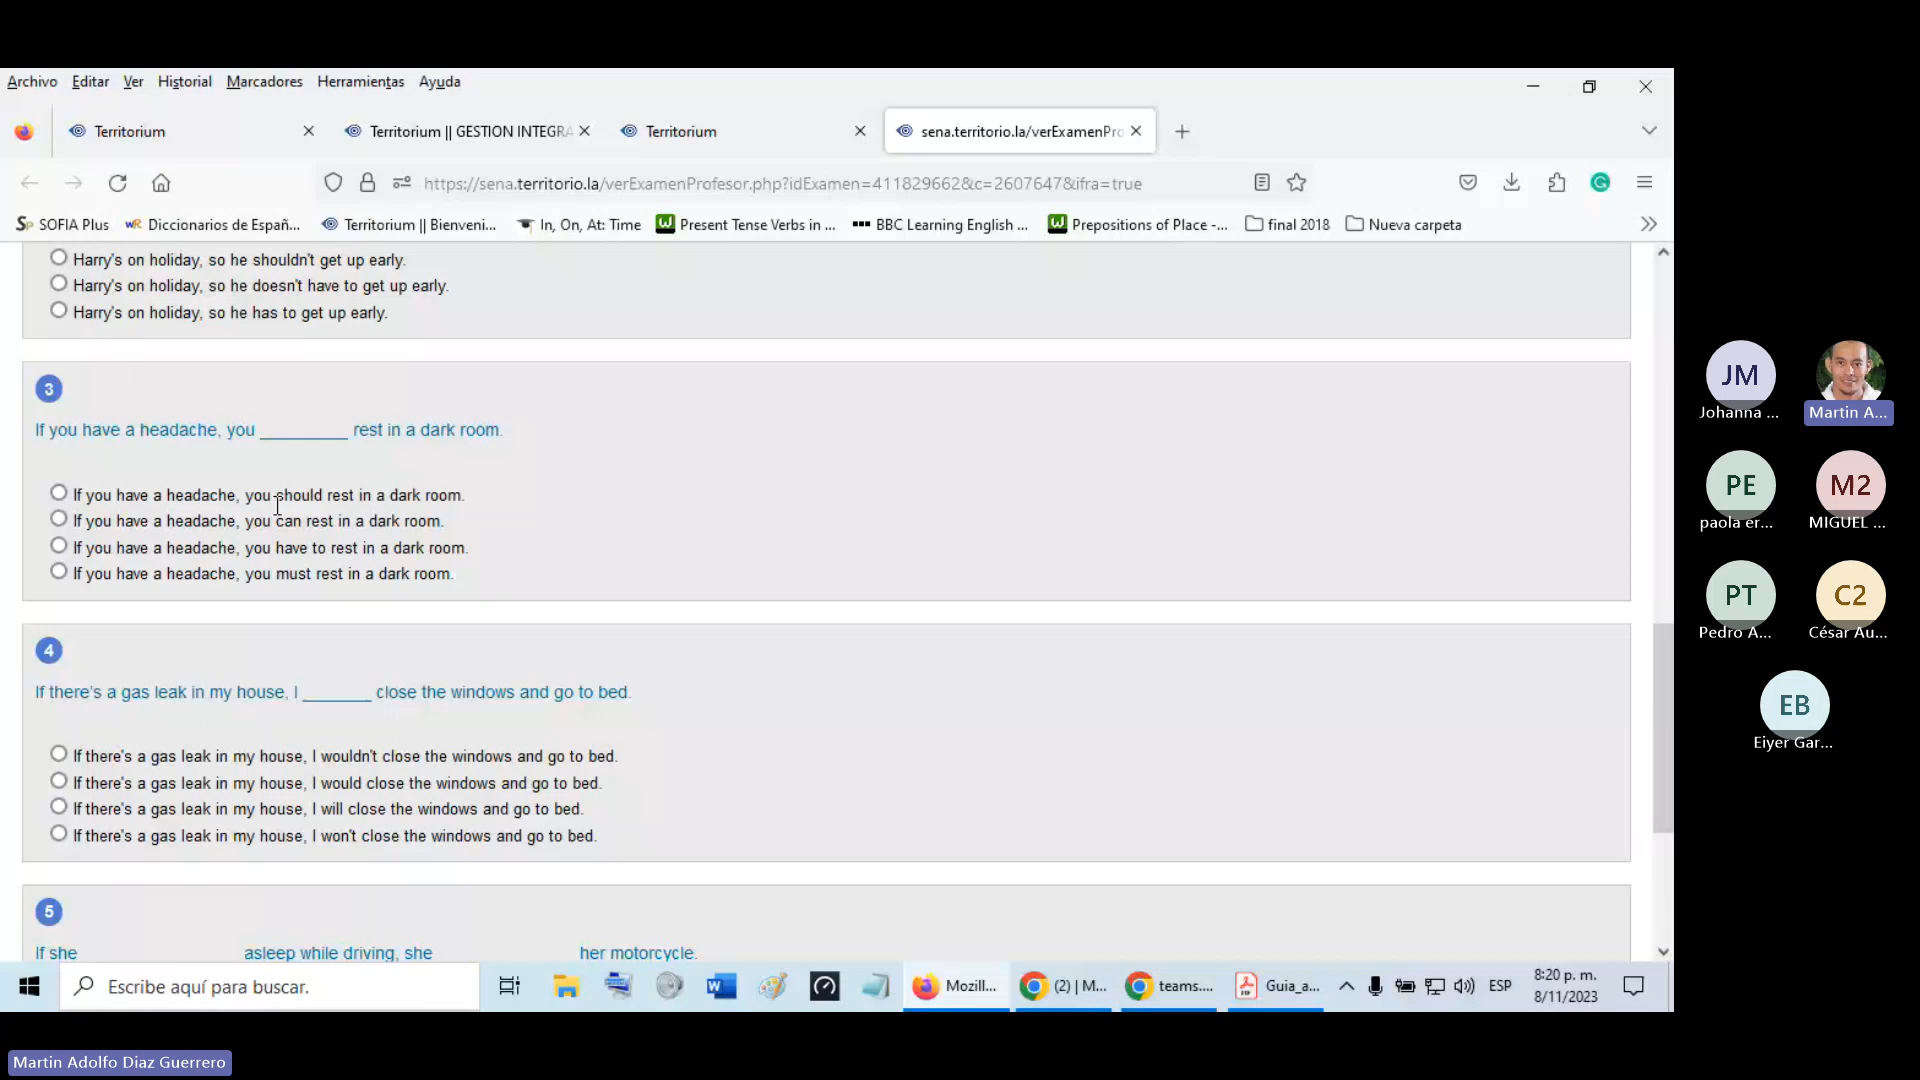 Archivo Editar Ver Historial Marcadores Herramientas Ayuda
Territorium
Territorium || GESTION INTEGRA
Territorium
sena.territorio.la/verExamenPro
https://sena.territorio.la/verExamenProfesor.php?idExamen=411829662&c=2607647&ifra=true
SOFIA Plus
Diccionarios de Españ...
Territorium || Bienveni...
In, On, At: Time
Present Tense Verbs in ...
BBC Learning English ...
Prepositions of Place -...
final 2018
Nueva carpeta
Harry's on holiday, so he shouldn't get up early.
Harry's on holiday, so he doesn't have to get up early.
Harry's on holiday, so he has to get up early.
3
If you have a headache, you __________ rest in a dark room.
If you have a headache, you should rest in a dark room.
If you have a headache, you can rest in a dark room.
If you have a headache, you have to rest in a dark room.
If you have a headache, you must rest in a dark room.
4
If there's a gas leak in my house, I ________ close the windows and go to bed.
If there's a gas leak in my house, I wouldn't close the windows and go to bed.
If there's a gas leak in my house, I would close the windows and go to bed.
If there's a gas leak in my house, I will close the windows and go to bed.
If there's a gas leak in my house, I won't close the windows and go to bed.
5
If she asleep while driving, she her motorcycle.
Escribe aquí para buscar.
Mozill...
(2) | M...
teams....
Guia_a...
ESP
8:20 p. m.
8/11/2023
JM
Johanna ...
Martin A...
PE
paola er...
M2
MIGUEL ...
PT
Pedro A...
C2
César Au...
EB
Eiyer Gar...
Martin Adolfo Diaz Guerrero